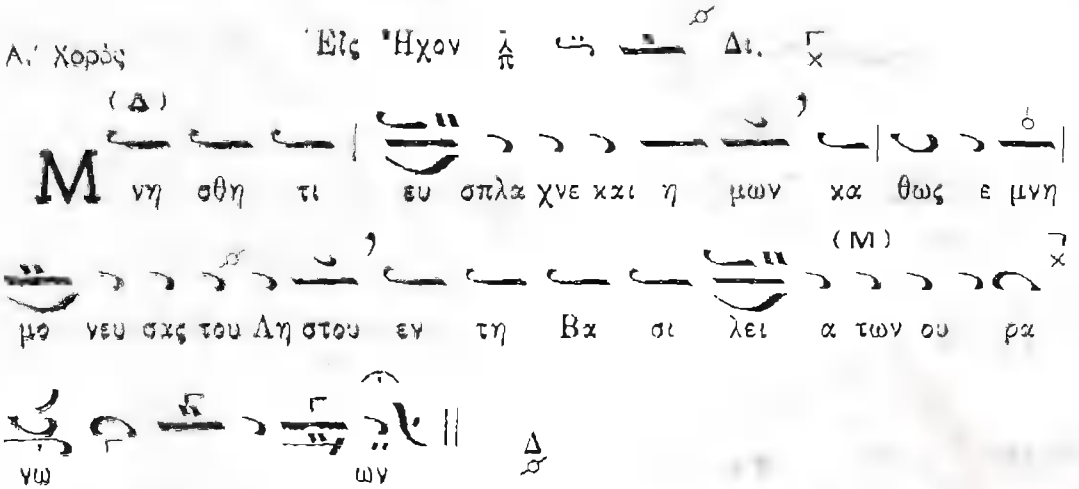 Α.' Χορός Εἰς Ἦχον λ π Δι. Γ χ
(Δ)
Μ νη σθη τι ευ σπλα χνε και η μων κα θως ε μνη
(Μ)
μο νευ σας του Λη στου εν τη Βα σι λει α των ου ρα
νω ων Δ